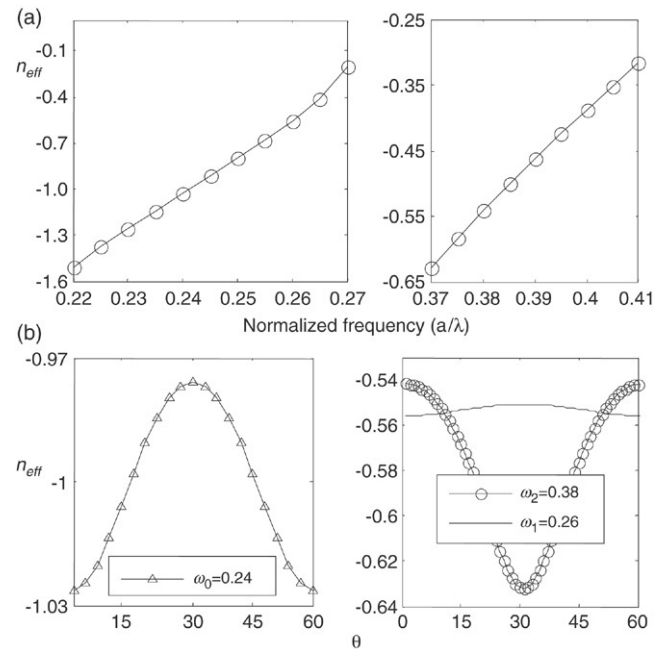 (a)
n_eff
-0.1
-0.4
-0.7
-1.0
-1.3
-1.6
0.22 0.23 0.24 0.25 0.26 0.27
-0.25
-0.35
-0.45
-0.55
-0.65
0.37 0.38 0.39 0.4 0.41
Normalized frequency (a/λ)
(b)
n_eff
-0.97
-1
-1.03
15 30 45 60
ω0=0.24
-0.54
-0.56
-0.58
-0.6
-0.62
-0.64
0 15 30 45 60
ω2=0.38
ω1=0.26
θ